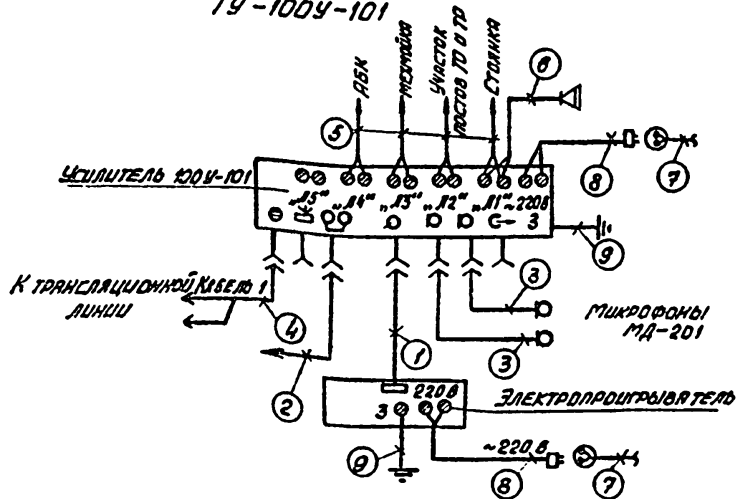 ТУ-100У-101
АБК
МЕХМОЙКА
УЧАСТОК
ПОСТОВ ТО и ТР
СТОЯНКА
6
5
8
7
УСИЛИТЕЛЬ 100У-101
„Л5“ „Л4“ „Л3“ „Л2“ „Л1“ ~220В
З
9
К ТРАНСЛЯЦИОННОЙ КАБЕЛЬ 1
ЛИНИИ
4
2
1
3
3
МИКРОФОНЫ
МД-201
220 В
З
ЭЛЕКТРОПРОИГРЫВАТЕЛЬ
9
~220 В
8
7